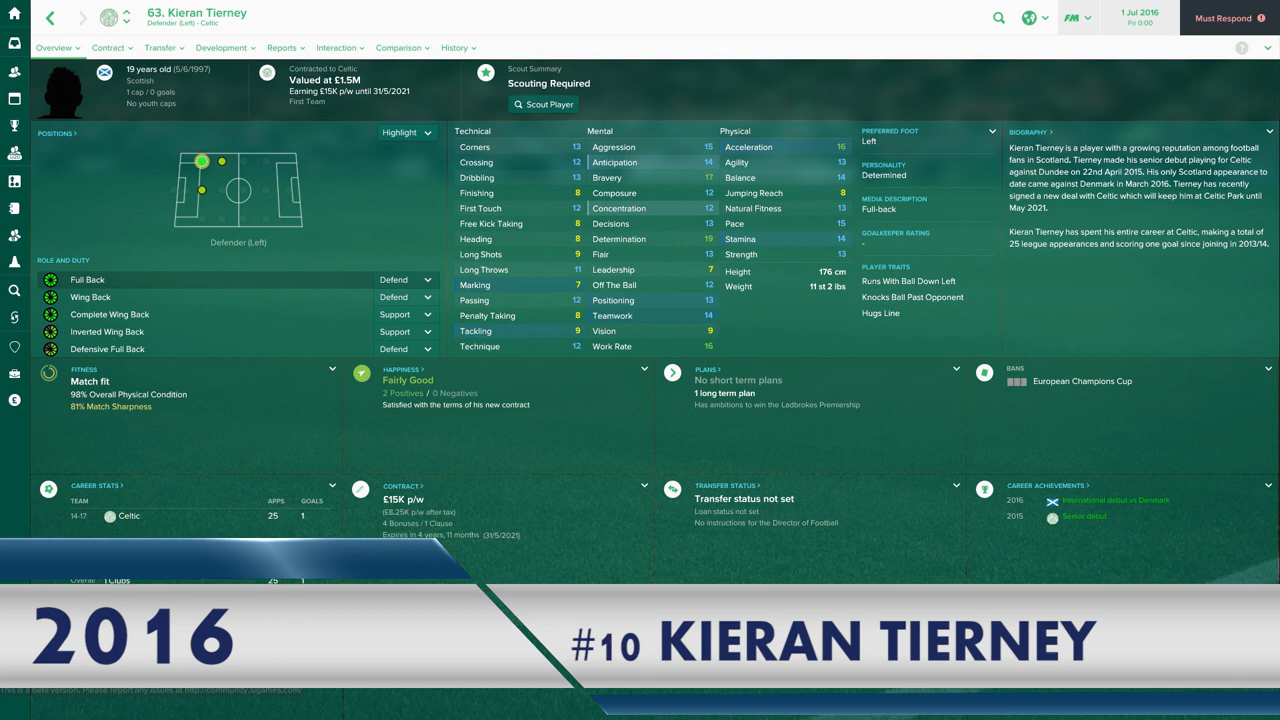 63. Kieran Tierney
Defender (Left) - Celtic
1 Jul 2016
Fri 0:00
FM
Must Respond
Overview
Contract
Transfer
Development
Reports
Interaction
Comparison
History
19 years old (5/6/1997)
Scottish
1 cap / 0 goals
No youth caps
Contracted to Celtic
Valued at £1.5M
Earning £15K p/w until 31/5/2021
First Team
Scout Summary
Scouting Required
Scout Player
POSITIONS >
Highlight
Defender (Left)
ROLE AND DUTY
Full Back Defend
Wing Back Defend
Complete Wing Back Support
Inverted Wing Back Support
Defensive Full Back Defend
Technical
Corners 13
Crossing 12
Dribbling 13
Finishing 8
First Touch 12
Free Kick Taking 8
Heading 8
Long Shots 9
Long Throws 11
Marking 7
Passing 12
Penalty Taking 8
Tackling 9
Technique 12
Mental
Aggression 15
Anticipation 14
Bravery 17
Composure 12
Concentration 12
Decisions 13
Determination 19
Flair 13
Leadership 7
Off The Ball 12
Positioning 13
Teamwork 14
Vision 9
Work Rate 16
Physical
Acceleration 16
Agility 13
Balance 14
Jumping Reach 8
Natural Fitness 13
Pace 15
Stamina 14
Strength 13
Height 176 cm
Weight 11 st 2 lbs
PREFERRED FOOT
Left
PERSONALITY
Determined
MEDIA DESCRIPTION
Full-back
GOALKEEPER RATING
-
PLAYER TRAITS
Runs With Ball Down Left
Knocks Ball Past Opponent
Hugs Line
BIOGRAPHY >
Kieran Tierney is a player with a growing reputation among football
fans in Scotland. Tierney made his senior debut playing for Celtic
against Dundee on 22nd April 2015. His only Scotland appearance to
date came against Denmark in March 2016. Tierney has recently
signed a new deal with Celtic which will keep him at Celtic Park until
May 2021.
Kieran Tierney has spent his entire career at Celtic, making a total of
25 league appearances and scoring one goal since joining in 2013/14.
FITNESS
Match fit
98% Overall Physical Condition
81% Match Sharpness
HAPPINESS >
Fairly Good
2 Positives / 0 Negatives
Satisfied with the terms of his new contract
PLANS >
No short term plans
1 long term plan
Has ambitions to win the Ladbrokes Premiership
BANS
European Champions Cup
CAREER STATS >
TEAM APPS GOALS
14-17 Celtic 25 1
Overall 1 Clubs 25 1
CONTRACT >
£15K p/w
(£8.25K p/w after tax)
4 Bonuses / 1 Clause
Expires in 4 years, 11 months (31/5/2021)
TRANSFER STATUS >
Transfer status not set
Loan status not set
No instructions for the Director of Football
CAREER ACHIEVEMENTS >
2016 International debut vs Denmark
2015 Senior debut
2016
#10 KIERAN TIERNEY